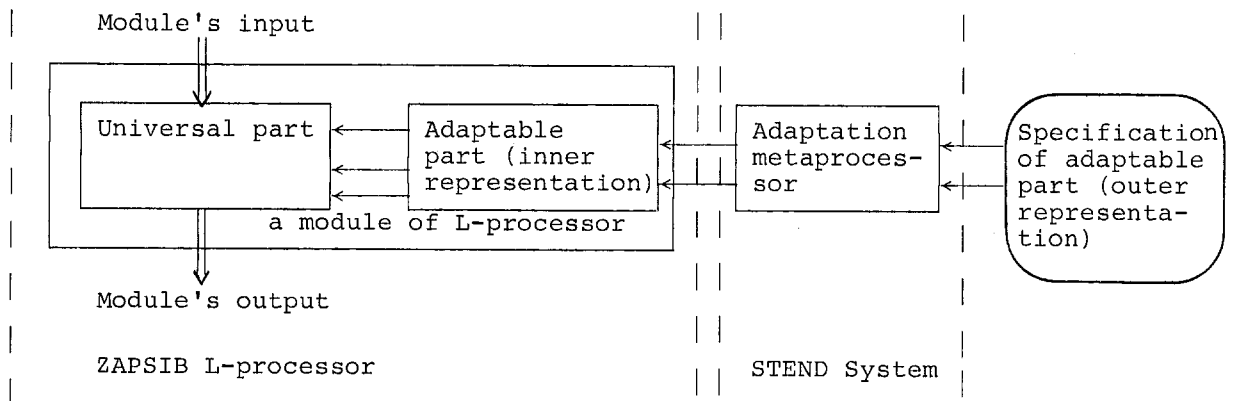 Module's input
Universal part
Adaptable
part (inner
representation)
a module of L-processor
Module's output
ZAPSIB L-processor
Adaptation
metaproces-
sor
STEND System
Specification
of adaptable
part (outer
representa-
tion)